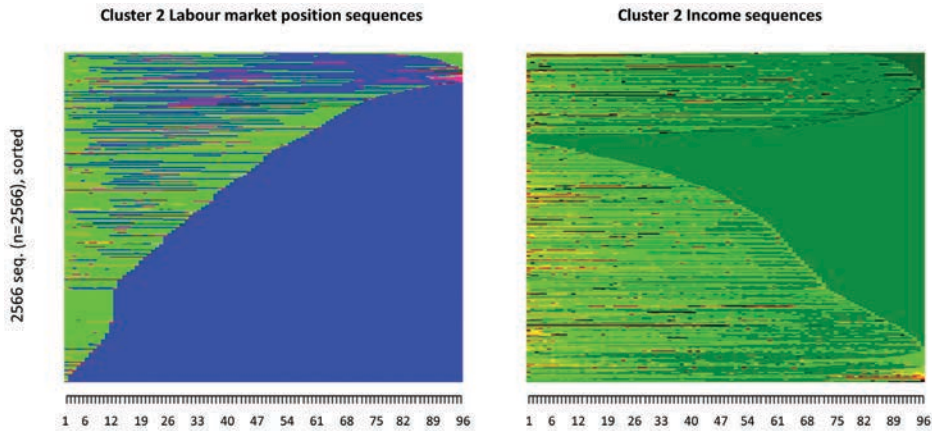 Cluster 2 Labour market position sequences
Cluster 2 Income sequences
2566 seq. (n=2566), sorted
1 6 12 19 26 33 40 47 54 61 68 75 82 89 96
1 6 12 19 26 33 40 47 54 61 68 75 82 89 96